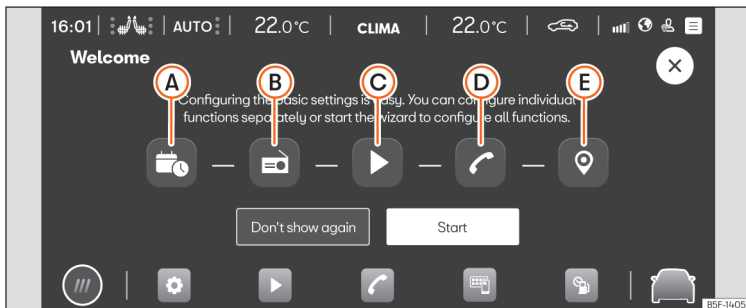 16:01 AUTO 22.0°C CLIMA 22.0°C
Welcome
A B C D E
Configuring the basic settings is easy. You can configure individual
functions separately or start the wizard to configure all functions.
Don't show again Start
B5F-1405